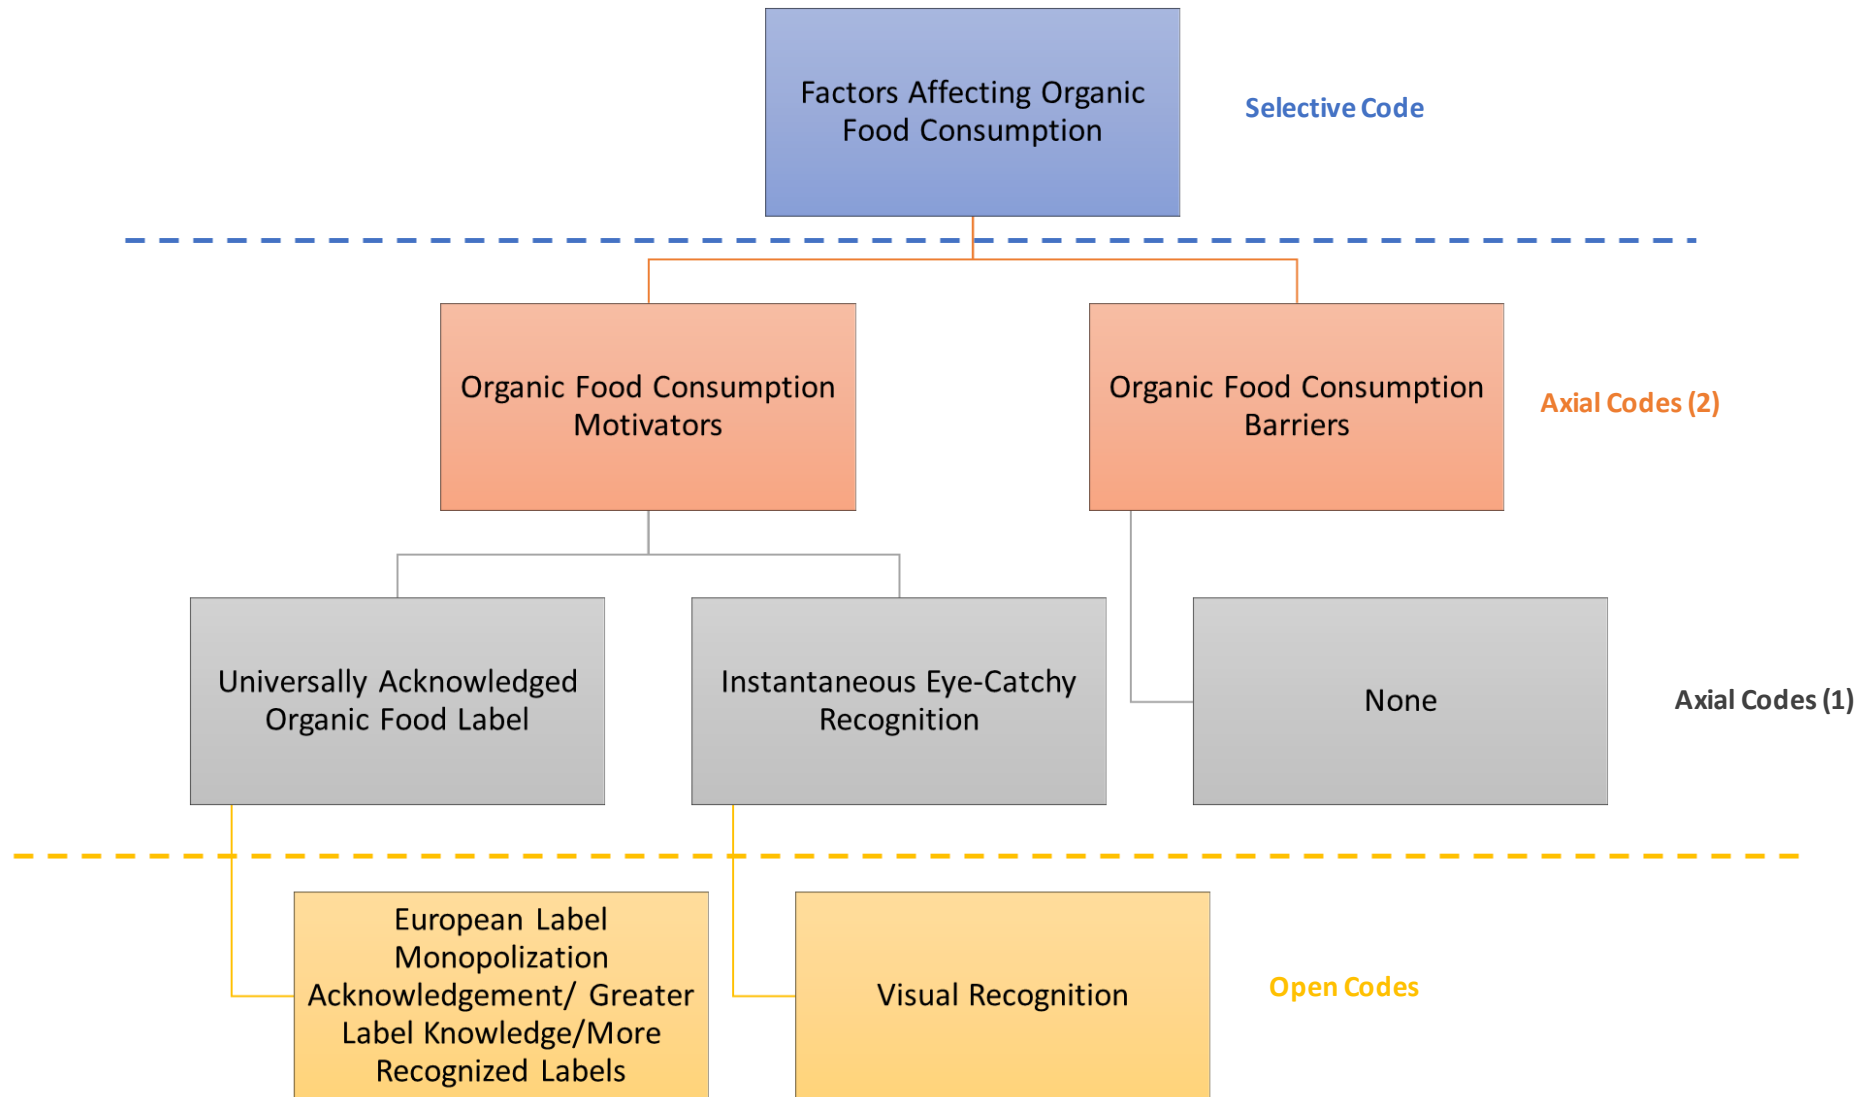 Factors Affecting Organic
Food Consumption
Selective Code
Organic Food Consumption
Motivators
Organic Food Consumption
Barriers
Axial Codes (2)
Universally Acknowledged
Organic Food Label
Instantaneous Eye-Catchy
Recognition
None
Axial Codes (1)
European Label
Monopolization
Acknowledgement/ Greater
Label Knowledge/More
Recognized Labels
Visual Recognition
Open Codes